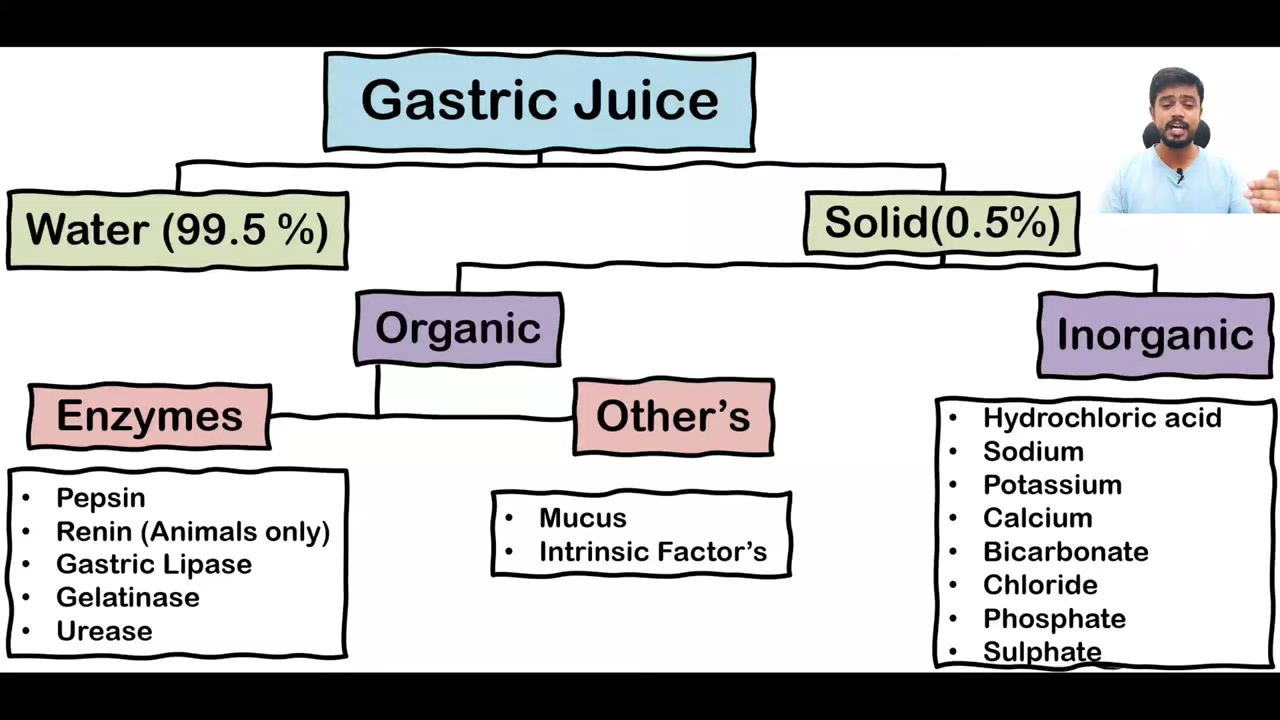 Gastric Juice
Water (99.5 %)
Solid(0.5%)
Organic
Inorganic
Enzymes
Other's
• Pepsin
• Renin (Animals only)
• Gastric Lipase
• Gelatinase
• Urease
• Mucus
• Intrinsic Factor's
• Hydrochloric acid
• Sodium
• Potassium
• Calcium
• Bicarbonate
• Chloride
• Phosphate
• Sulphate